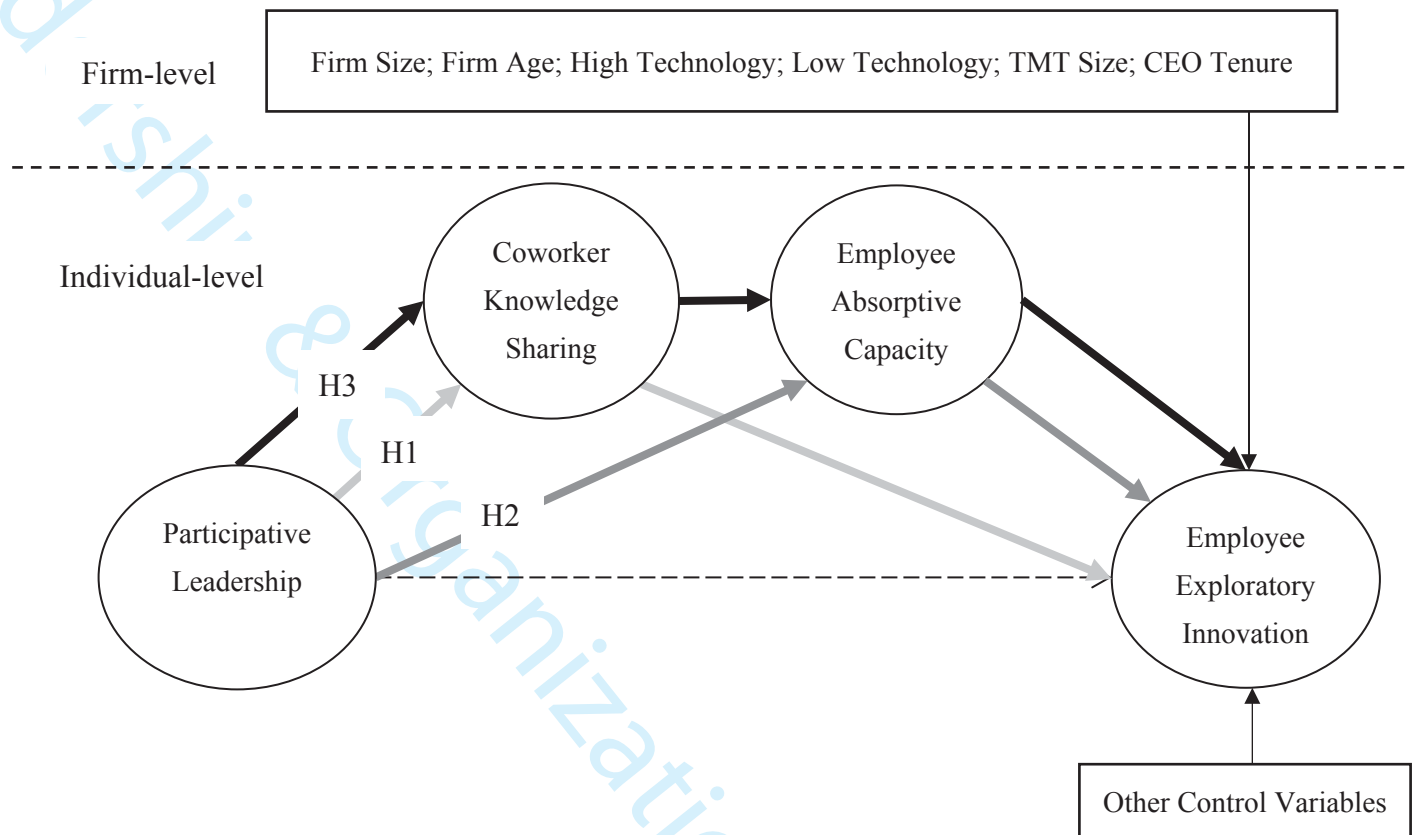 Firm-level
Firm Size; Firm Age; High Technology; Low Technology; TMT Size; CEO Tenure
Individual-level
Coworker
Knowledge
Sharing
Employee
Absorptive
Capacity
H3
H1
H2
Participative
Leadership
Employee
Exploratory
Innovation
Other Control Variables
& Organizatio